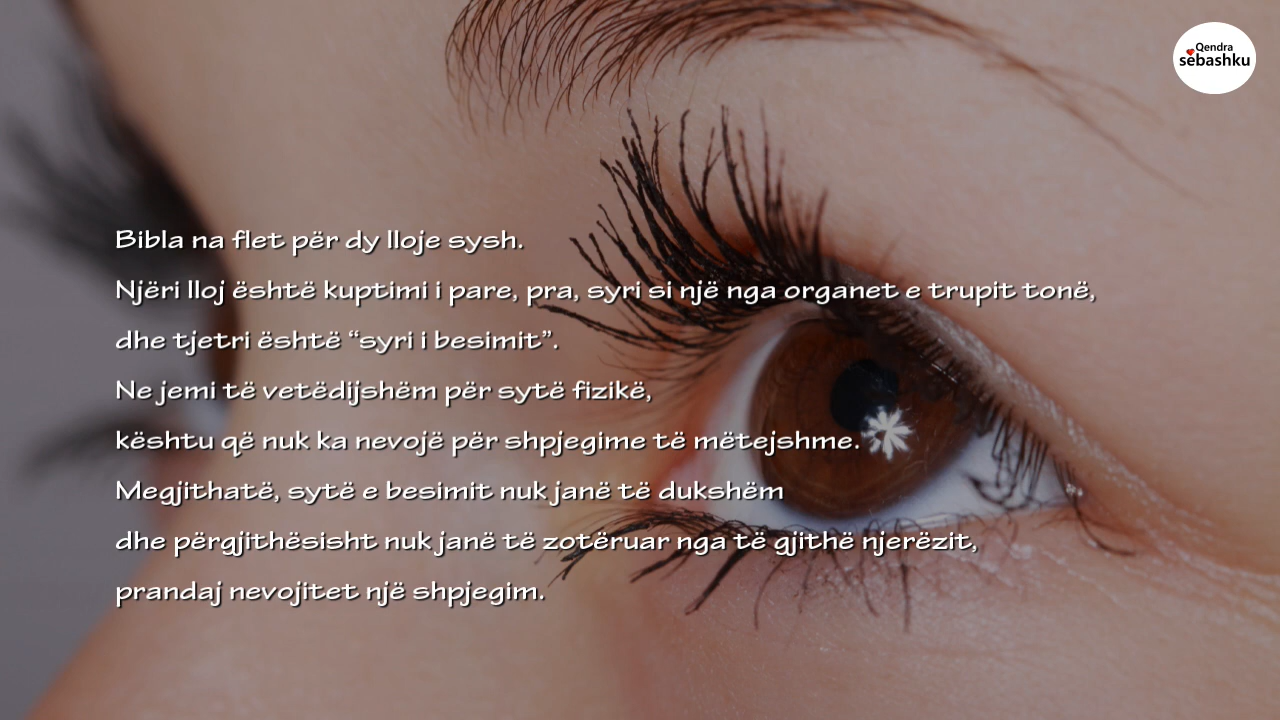 Qendra
sëbashku
Bibla na flet për dy lloje sysh.
Njëri lloj është kuptimi i pare, pra, syri si një nga organet e trupit tonë,
dhe tjetri është “syri i besimit”.
Ne jemi të vetëdijshëm për sytë fizikë,
kështu që nuk ka nevojë për shpjegime të mëtejshme.
Megjithatë, sytë e besimit nuk janë të dukshëm
dhe përgjithësisht nuk janë të zotëruar nga të gjithë njerëzit,
prandaj nevojitet një shpjegim.